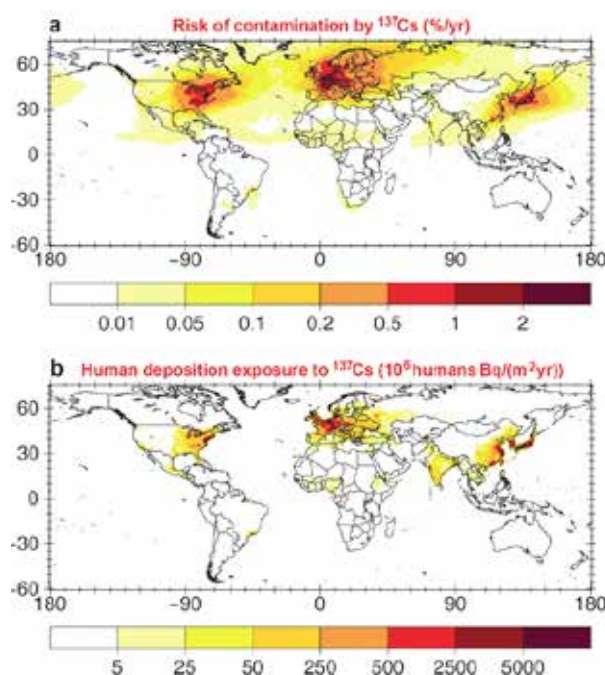 a Risk of contamination by ¹³⁷Cs (%/yr)
60
30
0
-30
-60
180 -90 0 90 180
0.01 0.05 0.1 0.2 0.5 1 2
b Human deposition exposure to ¹³⁷Cs (10⁶ humans Bq/(m²yr))
60
30
0
-30
-60
180 -90 0 90 180
5 25 50 250 500 2500 5000